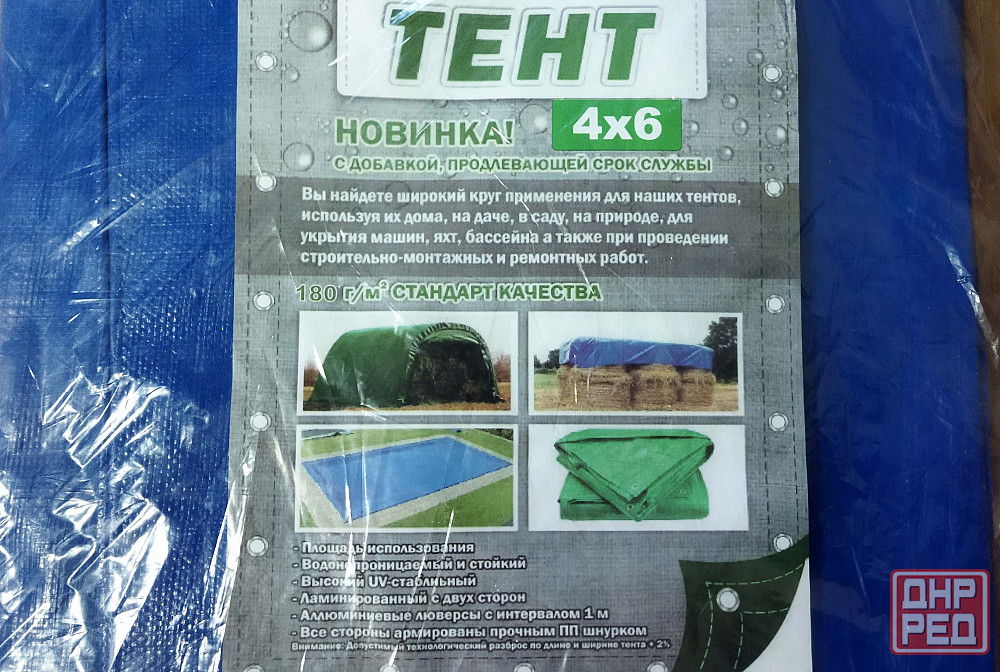 ТЕНТ
4х6
НОВИНКА!
С ДОБАВКОЙ, ПРОДЛЕВАЮЩЕЙ СРОК СЛУЖБЫ
Вы найдете широкий круг применения для наших тентов,
используя их дома, на даче, в саду, на природе, для
укрытия машин, яхт, бассейна а также при проведении
строительно-монтажных и ремонтных работ.
180 г/м² СТАНДАРТ КАЧЕСТВА
- Площадь использования
- Водонепроницаемый и стойкий
- Высокий UV-стаблиьный
- Ламинированный с двух сторон
- Аллюминиевые люверсы с интервалом 1 м
- Все стороны армированы прочным ПП шнурком
Внимание: Допустимый технологический разброс по длине и ширине тента + 2%
ДНР
РЕД